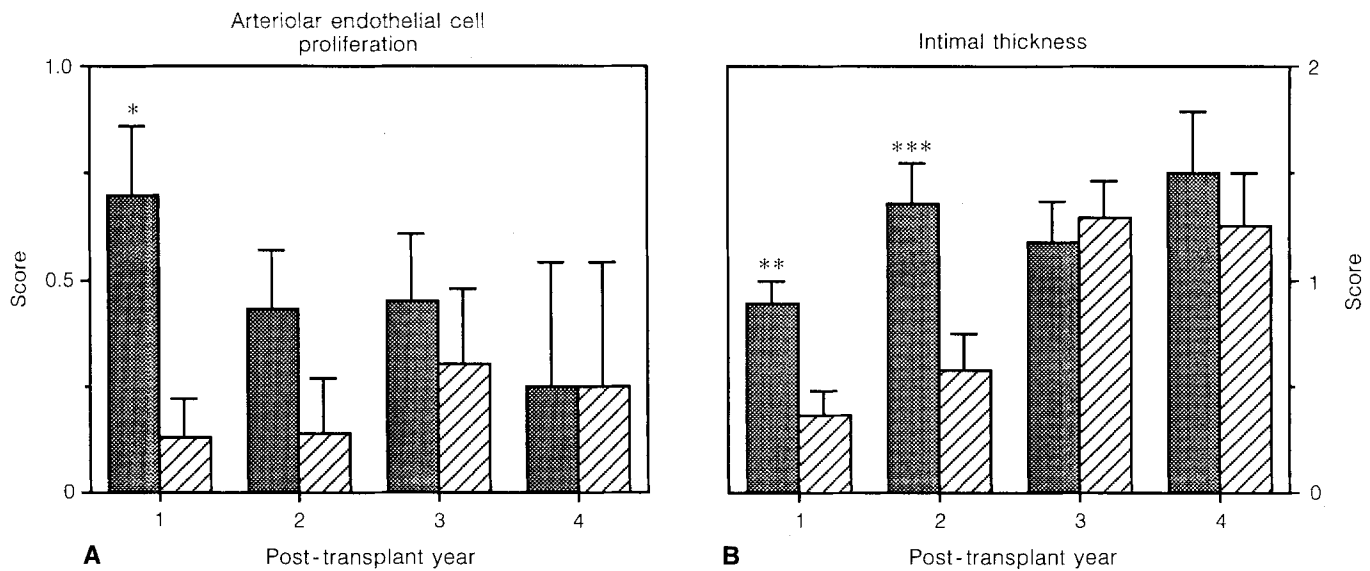 Arteriolar endothelial cell
proliferation
1.0
*
0.5
Score
0
1 2 3 4
A Post-transplant year
Intimal thickness
2
***
**
1
Score
0
1 2 3 4
B Post-transplant year